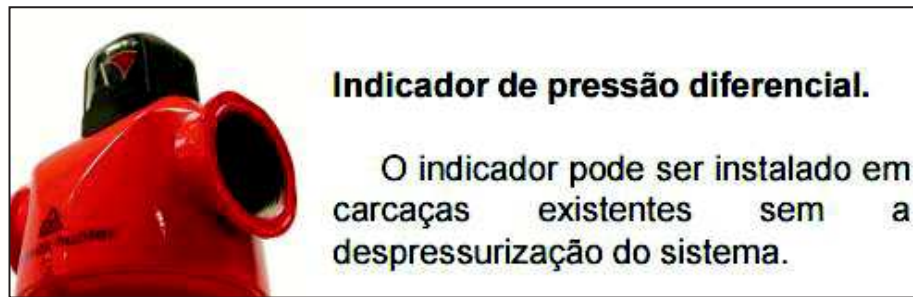 Indicador de pressão diferencial.
O indicador pode ser instalado em
carcaças existentes sem a
despressurização do sistema.